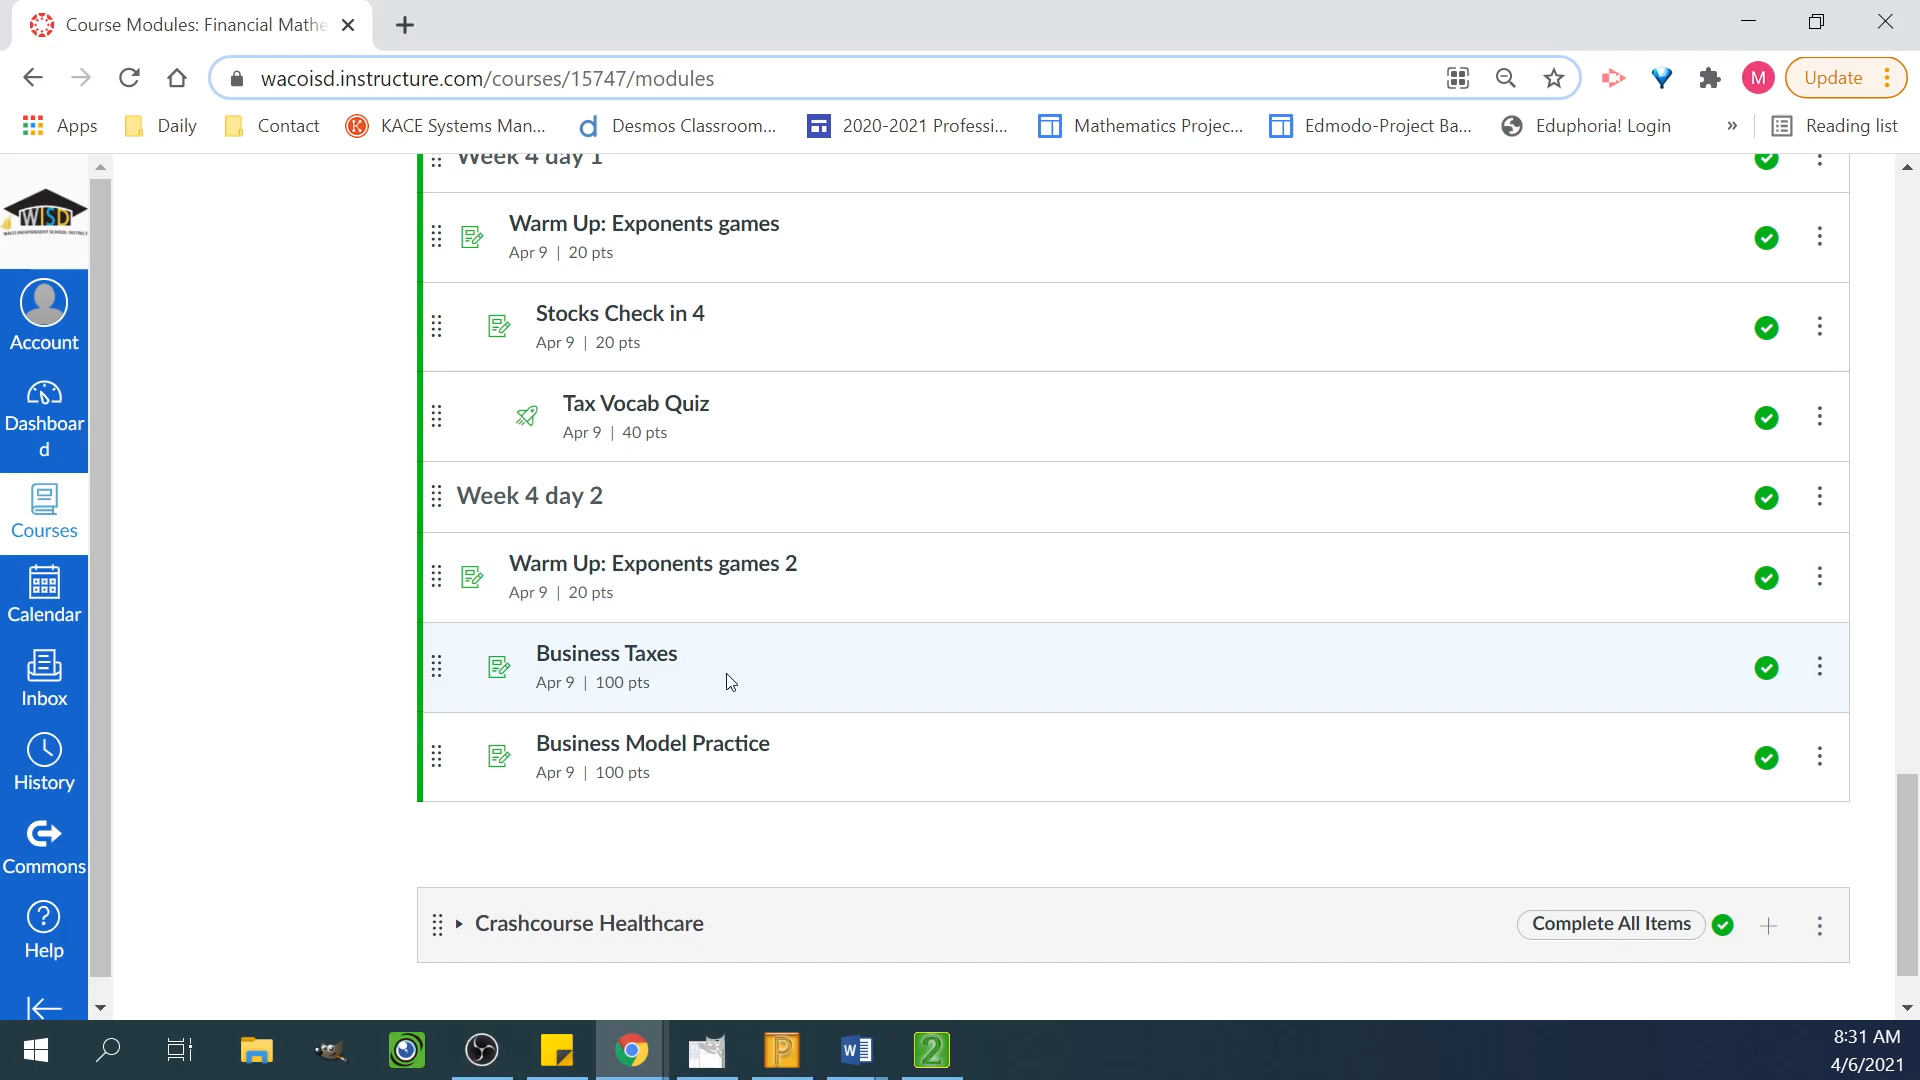 Course Modules: Financial Mathe
wacoisd.instructure.com/courses/15747/modules
M
Update
Apps
Daily
Contact
KACE Systems Man...
Desmos Classroom...
2020-2021 Professi...
Mathematics Projec...
Edmodo-Project Ba...
Euphoria! Login
»
Reading list
WISD
Account
Dashboar
d
Courses
Calendar
Inbox
History
Commons
Help
Week 4 day 1
Warm Up: Exponents games
Apr 9 | 20 pts
Stocks Check in 4
Apr 9 | 20 pts
Tax Vocab Quiz
Apr 9 | 40 pts
Week 4 day 2
Warm Up: Exponents games 2
Apr 9 | 20 pts
Business Taxes
Apr 9 | 100 pts
Business Model Practice
Apr 9 | 100 pts
Crashcourse Healthcare
Complete All Items
8:31 AM
4/6/2021